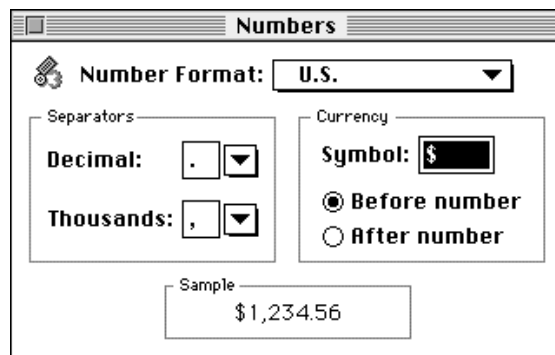 Numbers
Number Format: U.S.
Separators
Decimal: .
Thousands: ,
Currency
Symbol: $
Before number
After number
Sample
$1,234.56